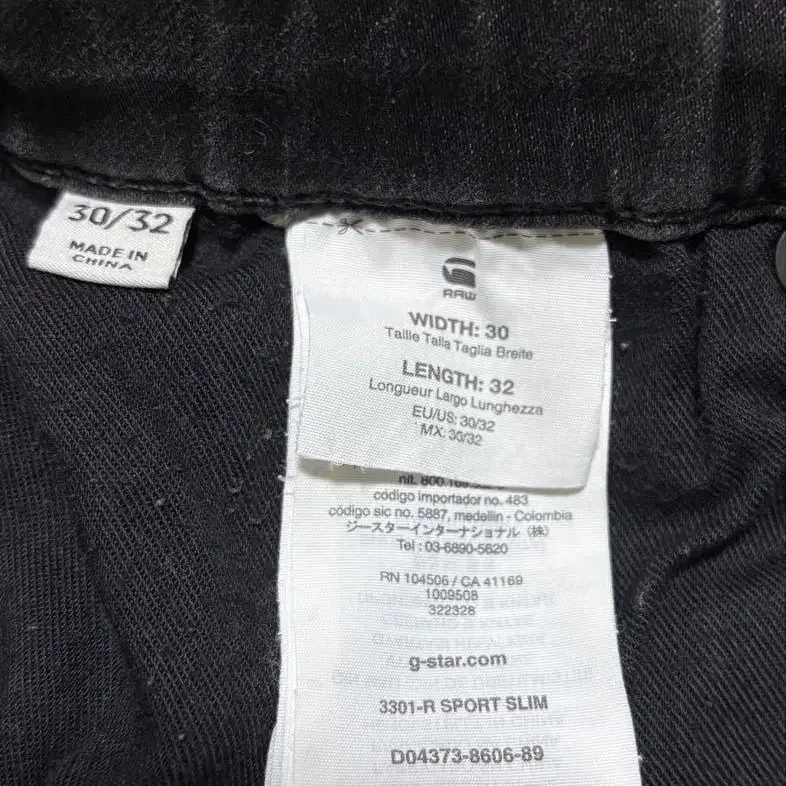 30/32
MADE IN
CHINA
RAW
WIDTH: 30
Taille Talla Taglia Breite
LENGTH: 32
Longueur Largo Lunghezza
EU/US: 30/32
MX: 30/32
nit.
código importador no. 483
código sic no. 5887, medellin - Colombia
ジースターインターナショナル（株）
Tel : 03-6890-5620
RN 104506 / CA 41169
1009508
322328
g-star.com
3301-R SPORT SLIM
D04373-8606-89